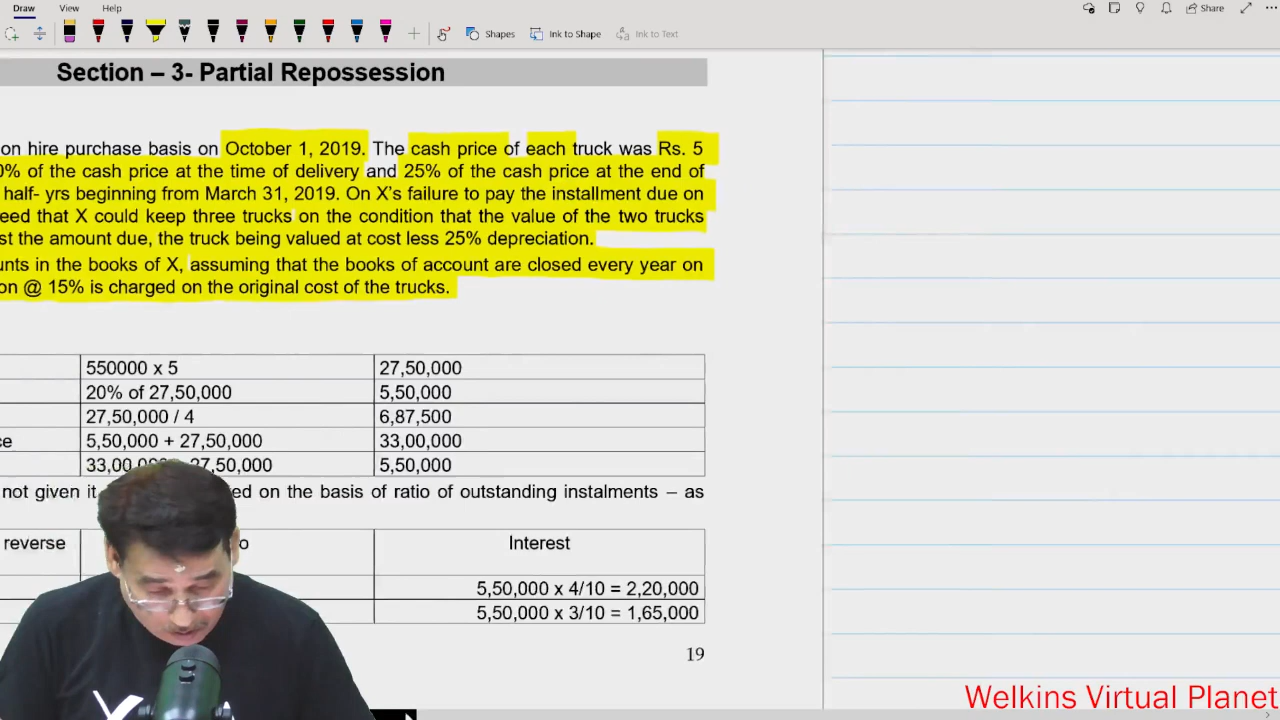 Draw View Help
Share
Shapes Ink to Shape Ink to Text
Section – 3- Partial Repossession
on hire purchase basis on October 1, 2019. The cash price of each truck was Rs. 5
0% of the cash price at the time of delivery and 25% of the cash price at the end of
half- yrs beginning from March 31, 2019. On X's failure to pay the installment due on
eed that X could keep three trucks on the condition that the value of the two trucks
st the amount due, the truck being valued at cost less 25% depreciation.
unts in the books of X, assuming that the books of account are closed every year on
on @ 15% is charged on the original cost of the trucks.
550000 x 5 27,50,000
20% of 27,50,000 5,50,000
27,50,000 / 4 6,87,500
ce 5,50,000 + 27,50,000 33,00,000
33,00,000 27,50,000 5,50,000
not given it ed on the basis of ratio of outstanding instalments – as
reverse o Interest
5,50,000 x 4/10 = 2,20,000
5,50,000 x 3/10 = 1,65,000
19
Welkins Virtual Planet